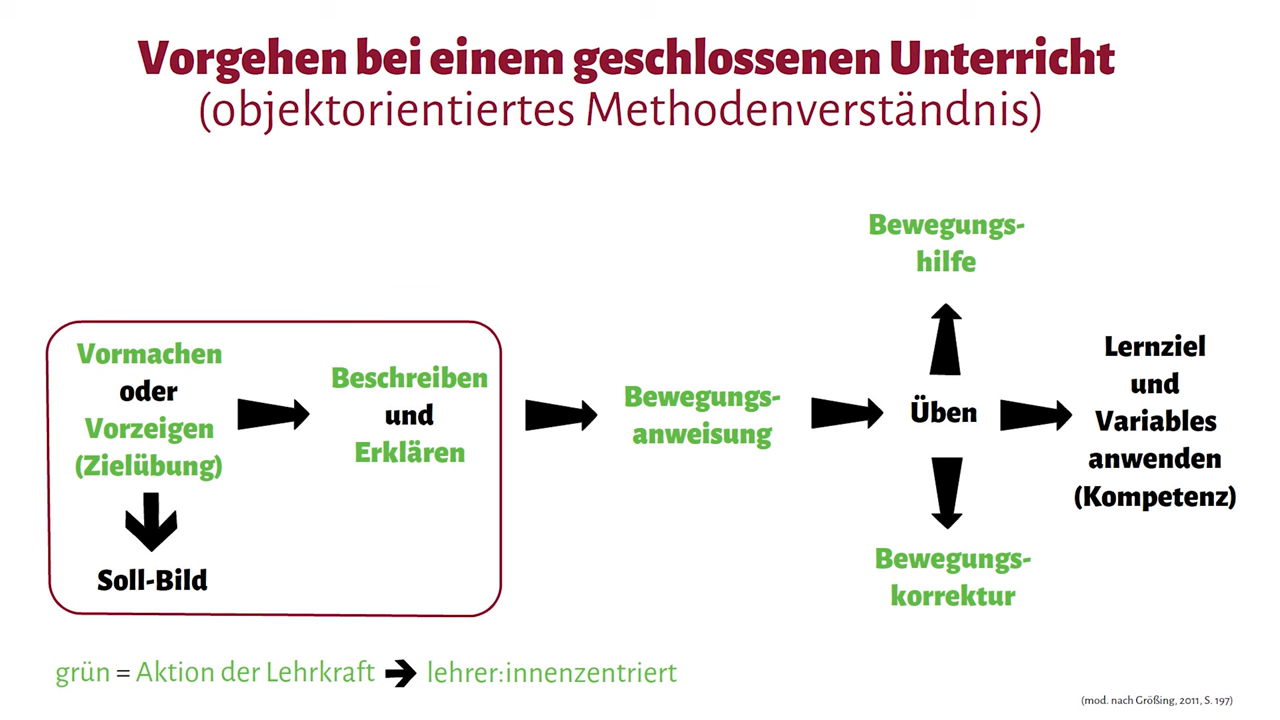 Vorgehen bei einem geschlossenen Unterricht
(objektorientiertes Methodenverständnis)
Vormachen
oder
Vorzeigen
(Zielübung)
Soll-Bild
Beschreiben
und
Erklären
Bewegungs-
anweisung
Bewegungs-
hilfe
Üben
Bewegungs-
korrektur
Lernziel
und
Variables
anwenden
(Kompetenz)
grün = Aktion der Lehrkraft ➔ lehrer:innenzentriert
(mod. nach Größing, 2011, S. 197)